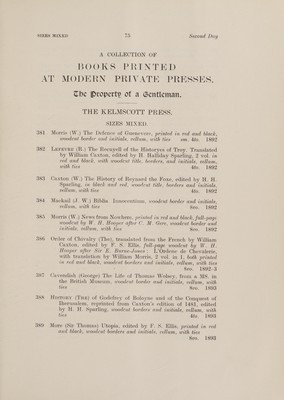 SIZES MIXED 73 Second Day
A COLLECTION OF
BOOKS PRINTED
AT MODERN PRIVATE PRESSES,
The Property of a Gentleman.
THE KELMSCOTT PRESS.
SIZES MIXED
381 Morris (W.) The Defence of Guenevere, printed in red and black,
woodcut border and initials, vellum, with ties sm. 4to. 1892
382 Lefevre (R.) The Recuyell of the Historyes of Troy. Translated
by William Caxton, edited by H. Halliday Sparling, 2 vol. in
red and black, with woodcut title, borders, and initials, vellum,
with ties 4to. 1892
383 Caxton (W.) The History of Reynard the Foxe, edited by H. H.
Sparling, in black and red, woodcut title, borders and initials,
vellum, with ties 4to. 1892
384 Mackail (J. W.) Biblia Innocentium, woodcut border and initials,
vellum, with ties 8vo. 1892
385 Morris (W.) News from Nowhere, printed in red and black, full-page
woodcut by W. H. Hooper after C. M. Gere, woodcut border and
initials, vellum, with ties 8vo. 1892
386 Order of Chivalry (The), translated from the French by William
Caxton, edited by F. S. Ellis, full-page woodcut by W. H.
Hooper after Sir E. Burne-Jones; L'Ordene de Chevalerie,
with translation by William Morris, 2 vol. in 1, both printed
in red and black, woodcut borders and initials, vellum, with ties
8vo. 1892-3
387 Cavendish (George) The Life of Thomas Wolsey, from a MS. in
the British Museum, woodcut border and initials, vellum, with
ties 8vo. 1893
388 History (The) of Godefrey of Boloyne and of the Conquest of
Iherusalem, reprinted from Caxton's edition of 1481, edited
by H. H. Sparling, woodcut borders and initials, vellum, with
ties 4to. 1893
389 More (Sir Thomas) Utopia, edited by F. S. Ellis, printed in red
and black, woodcut borders and initials, vellum, with ties
8vo. 1893